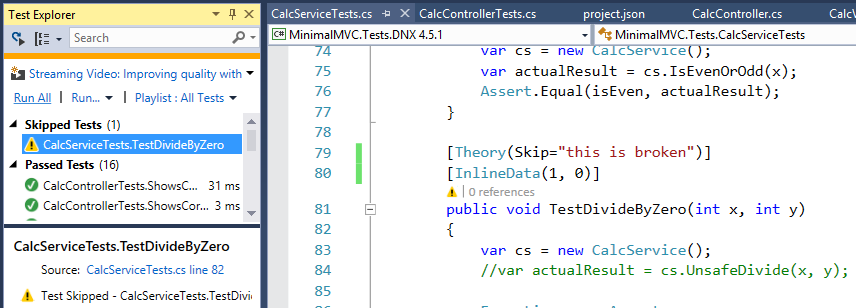 Test Explorer
Search
Streaming Video: Improving quality with
Run All | Run... | Playlist : All Tests
Skipped Tests (1)
CalcServiceTests.TestDivideByZero
Passed Tests (16)
CalcControllerTests.ShowsC... 31 ms
CalcControllerTests.ShowsCor... 3 ms
CalcServiceTests.TestDivideByZero
Source: CalcServiceTests.cs line 82
Test Skipped - CalcServiceTests.TestDivid
CalcServiceTests.cs CalcControllerTests.cs project.json CalcController.cs
MinimalMVC.Tests.DNX 4.5.1 MinimalMVC.Tests.CalcServiceTests
74 var cs = new CalcService();
75 var actualResult = cs.IsEvenOrOdd(x);
76 Assert.Equal(isEven, actualResult);
77 }
78
79 [Theory(Skip="this is broken")]
80 [InlineData(1, 0)]
0 references
81 public void TestDivideByZero(int x, int y)
82 {
83 var cs = new CalcService();
84 //var actualResult = cs.UnsafeDivide(x, y);
85